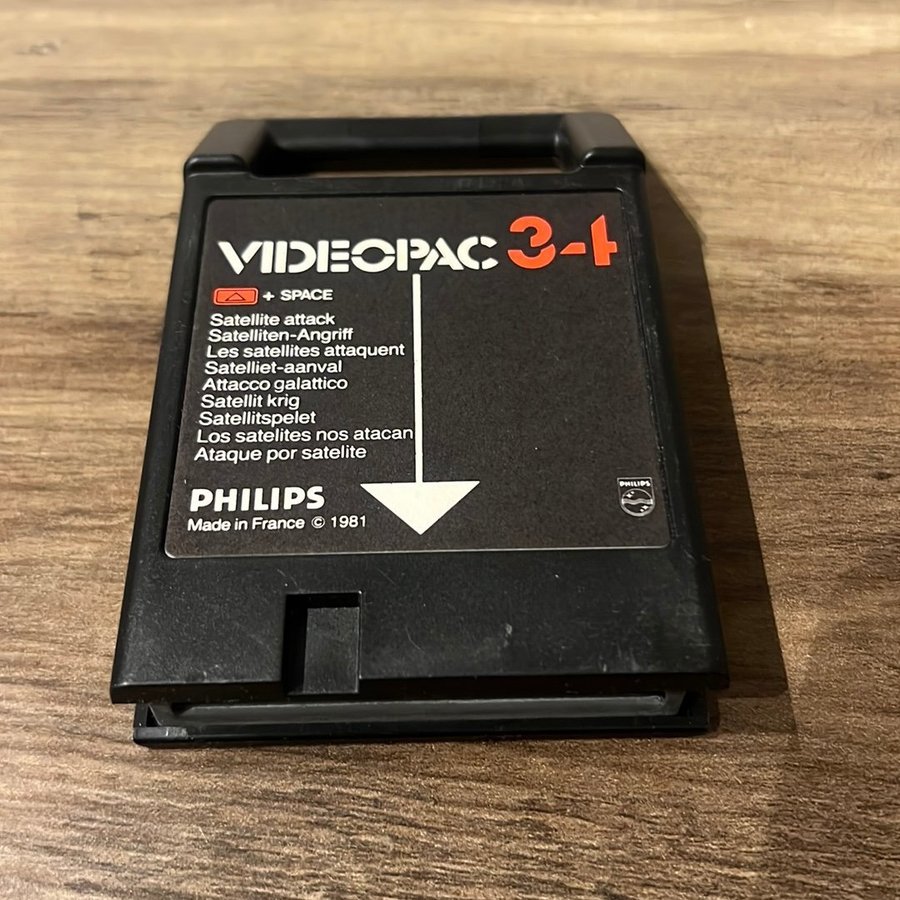 VIDEOPAC 34
+ SPACE
Satellite attack
Satelliten-Angriff
Les satellites attaquent
Satelliet-aanval
Attacco galattico
Satellit krig
Satellitspelet
Los satelites nos atacan
Ataque por satelite
PHILIPS
PHILIPS
Made in France © 1981